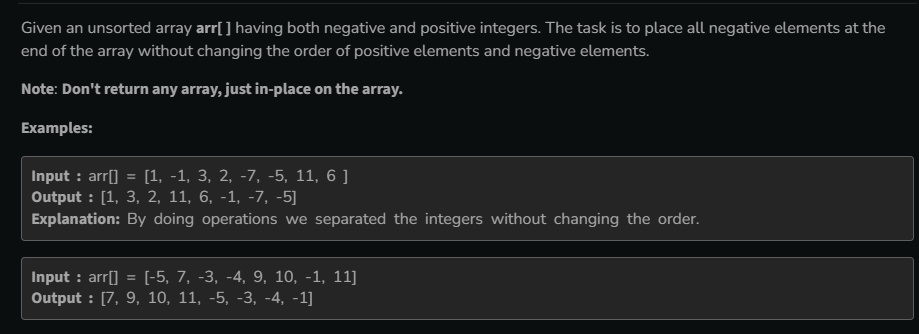 Given an unsorted array arr[ ] having both negative and positive integers. The task is to place all negative elements at the
end of the array without changing the order of positive elements and negative elements.
Note: Don't return any array, just in-place on the array.
Examples:
Input : arr[] = [1, -1, 3, 2, -7, -5, 11, 6 ]
Output : [1, 3, 2, 11, 6, -1, -7, -5]
Explanation: By doing operations we separated the integers without changing the order.
Input : arr[] = [-5, 7, -3, -4, 9, 10, -1, 11]
Output : [7, 9, 10, 11, -5, -3, -4, -1]